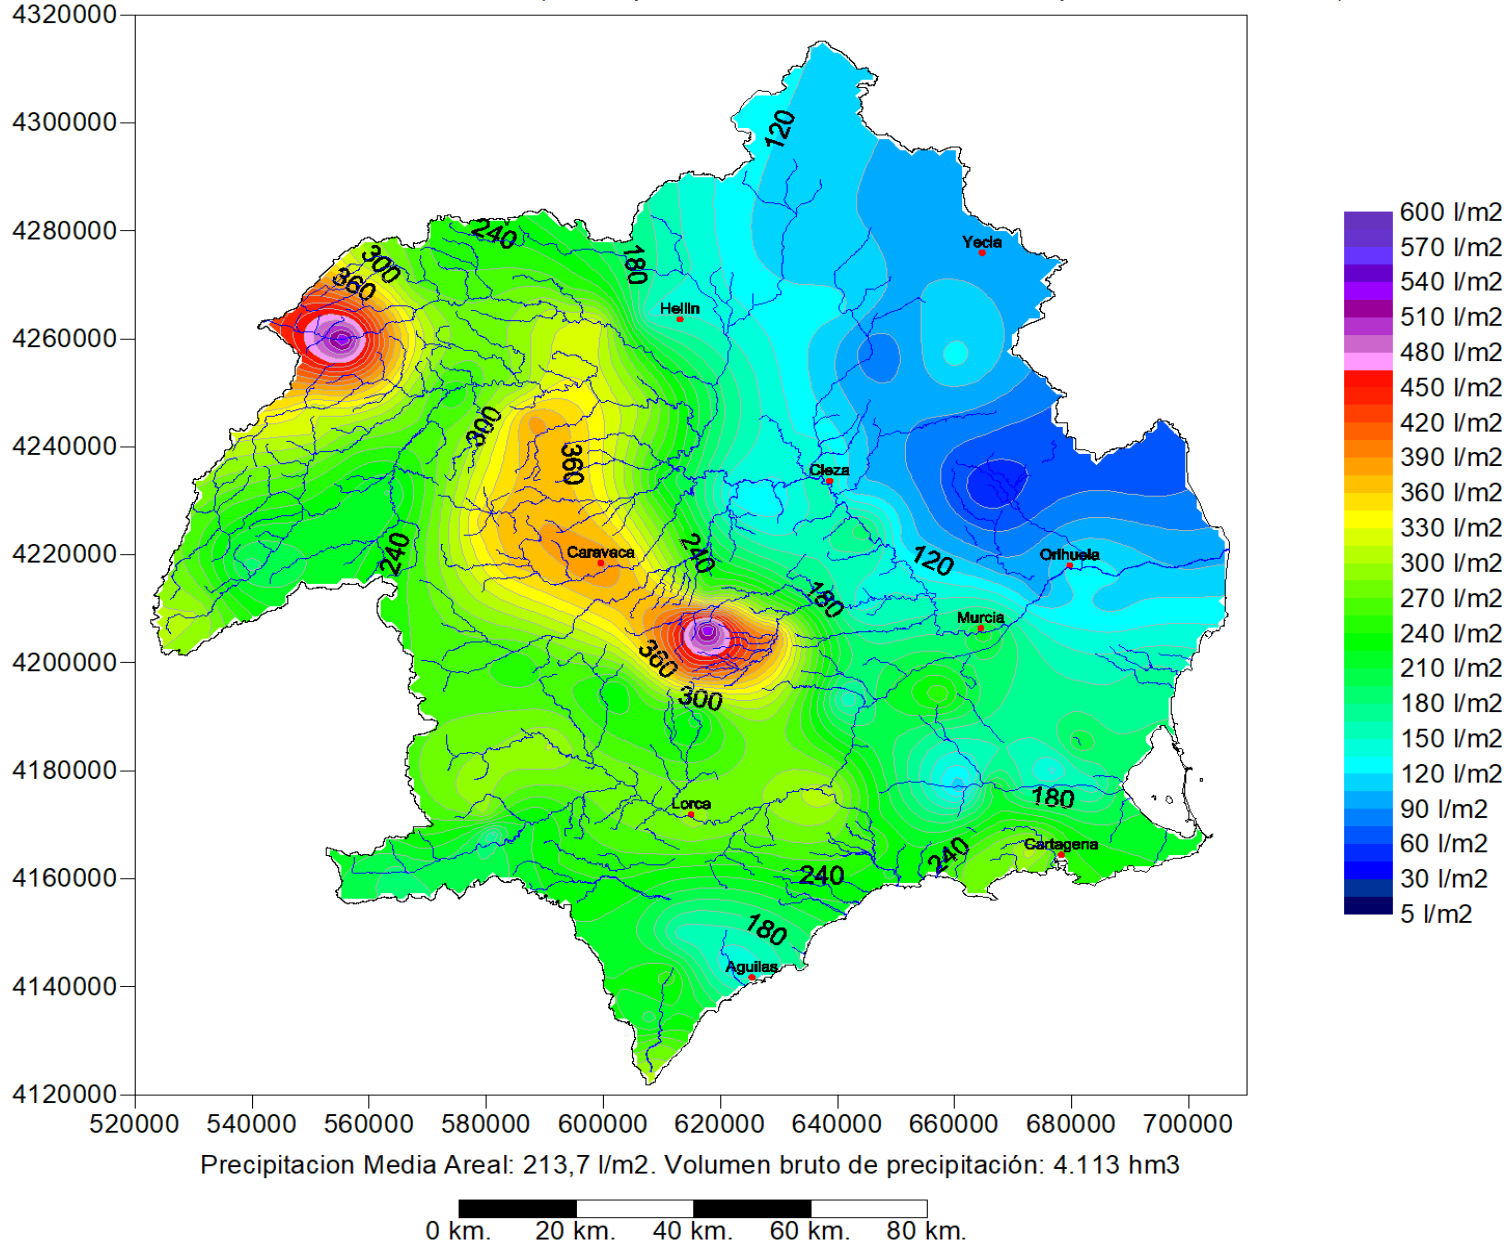 4320000
4300000
4280000
4260000
4240000
4220000
4200000
4180000
4160000
4140000
4120000
520000 540000 560000 580000 600000 620000 640000 660000 680000 700000
120
240
300
360
180
Yecla
Hellin
300
360
Cieza
240
240
Caravaca
120
Orihuela
180
Murcia
360
300
180
Lorca
240
Cartagena
240
180
Aguilas
600 l/m2
570 l/m2
540 l/m2
510 l/m2
480 l/m2
450 l/m2
420 l/m2
390 l/m2
360 l/m2
330 l/m2
300 l/m2
270 l/m2
240 l/m2
210 l/m2
180 l/m2
150 l/m2
120 l/m2
90 l/m2
60 l/m2
30 l/m2
5 l/m2
Precipitacion Media Areal: 213,7 l/m2. Volumen bruto de precipitación: 4.113 hm3
0 km. 20 km. 40 km. 60 km. 80 km.